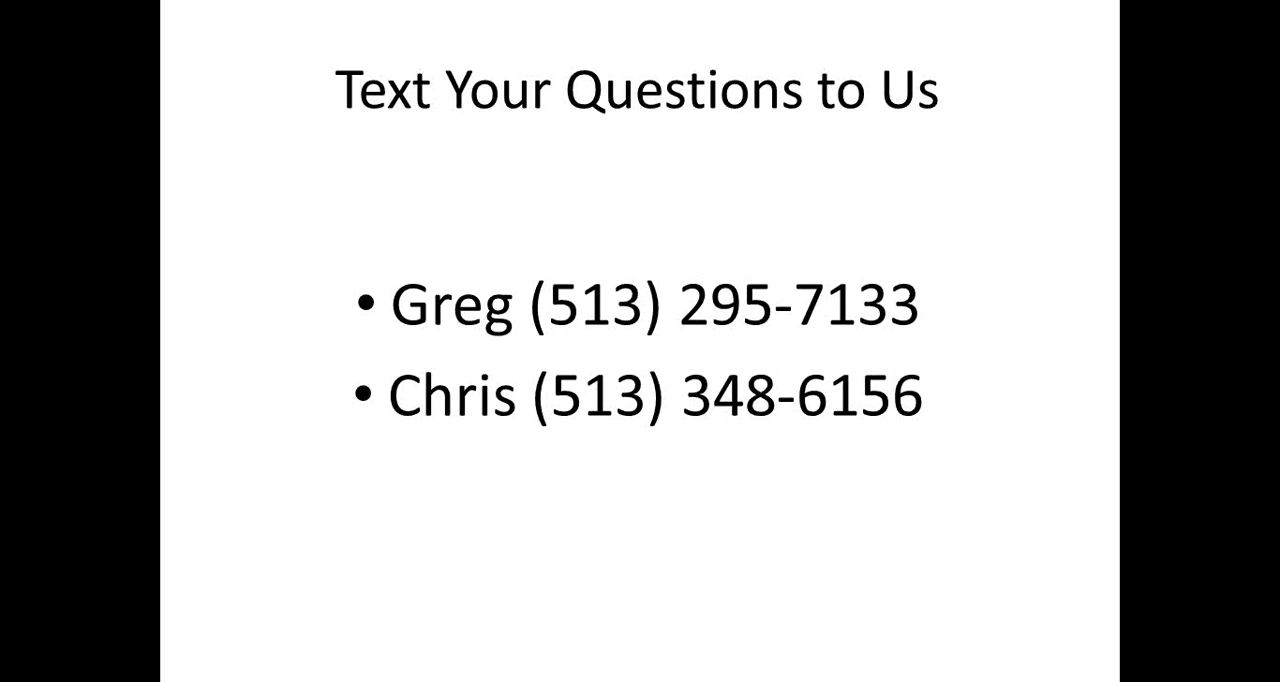 Text Your Questions to Us
• Greg (513) 295-7133
• Chris (513) 348-6156